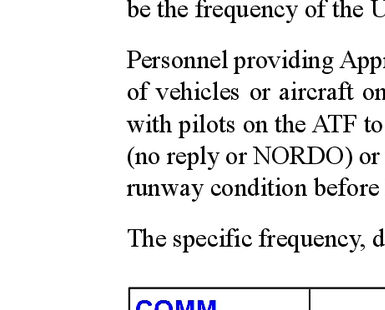 be the frequency of the U
Personnel providing Appr
of vehicles or aircraft on
with pilots on the ATF to
(no reply or NORDO) or
runway condition before
The specific frequency, d
COMM